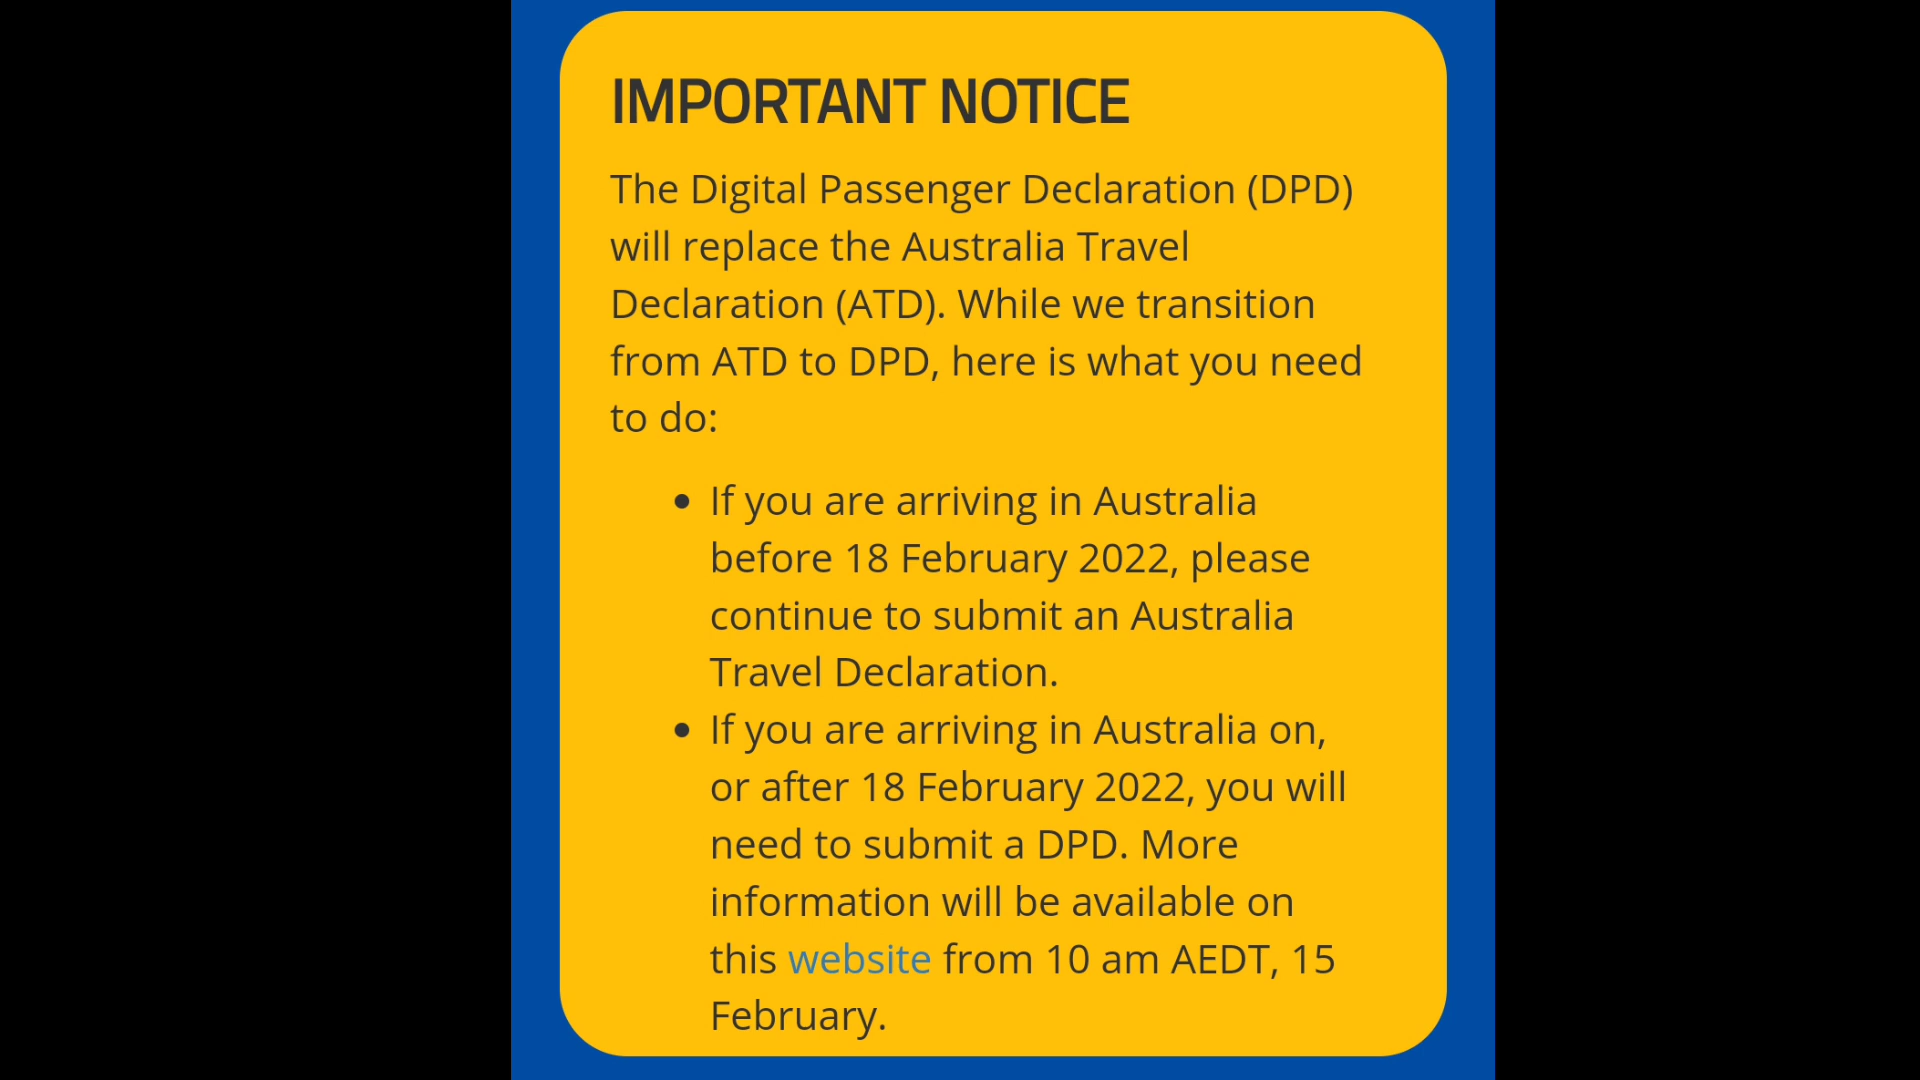 IMPORTANT NOTICE
The Digital Passenger Declaration (DPD)
will replace the Australia Travel
Declaration (ATD). While we transition
from ATD to DPD, here is what you need
to do:
• If you are arriving in Australia
before 18 February 2022, please
continue to submit an Australia
Travel Declaration.
• If you are arriving in Australia on,
or after 18 February 2022, you will
need to submit a DPD. More
information will be available on
this website from 10 am AEDT, 15
February.